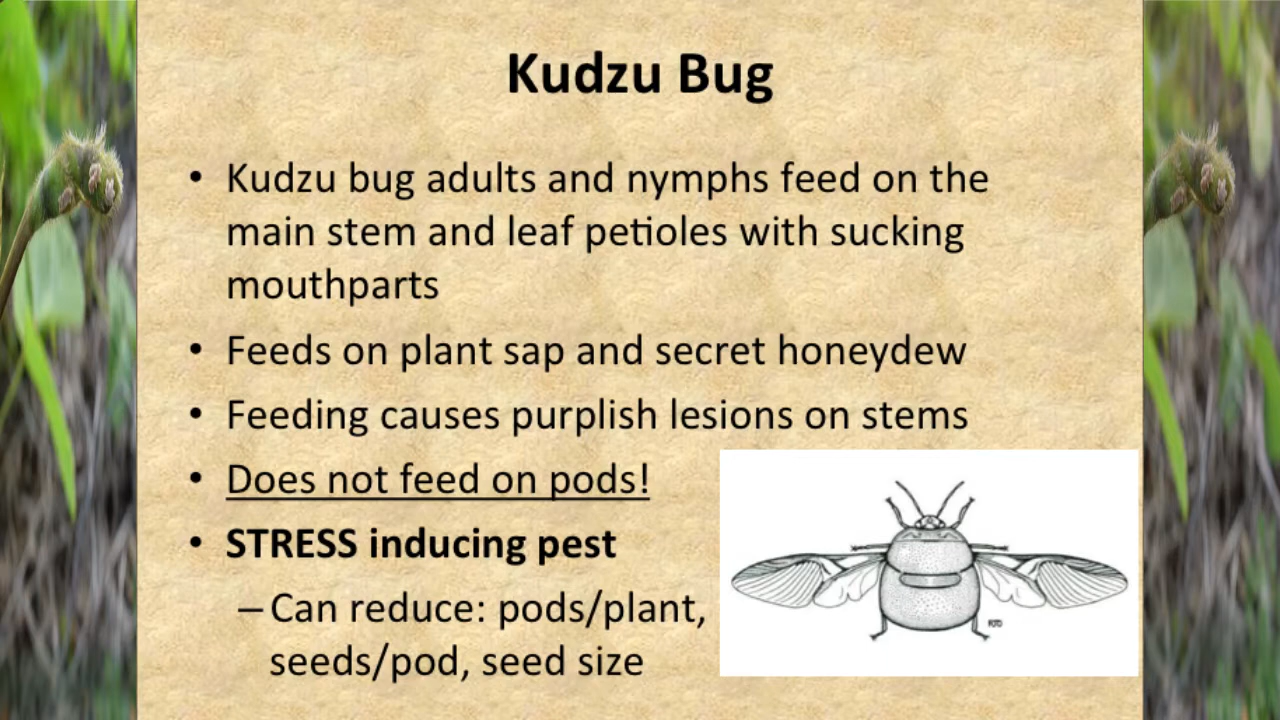 Kudzu Bug
• Kudzu bug adults and nymphs feed on the
main stem and leaf petioles with sucking
mouthparts
• Feeds on plant sap and secret honeydew
• Feeding causes purplish lesions on stems
• Does not feed on pods!
• STRESS inducing pest
– Can reduce: pods/plant,
seeds/pod, seed size